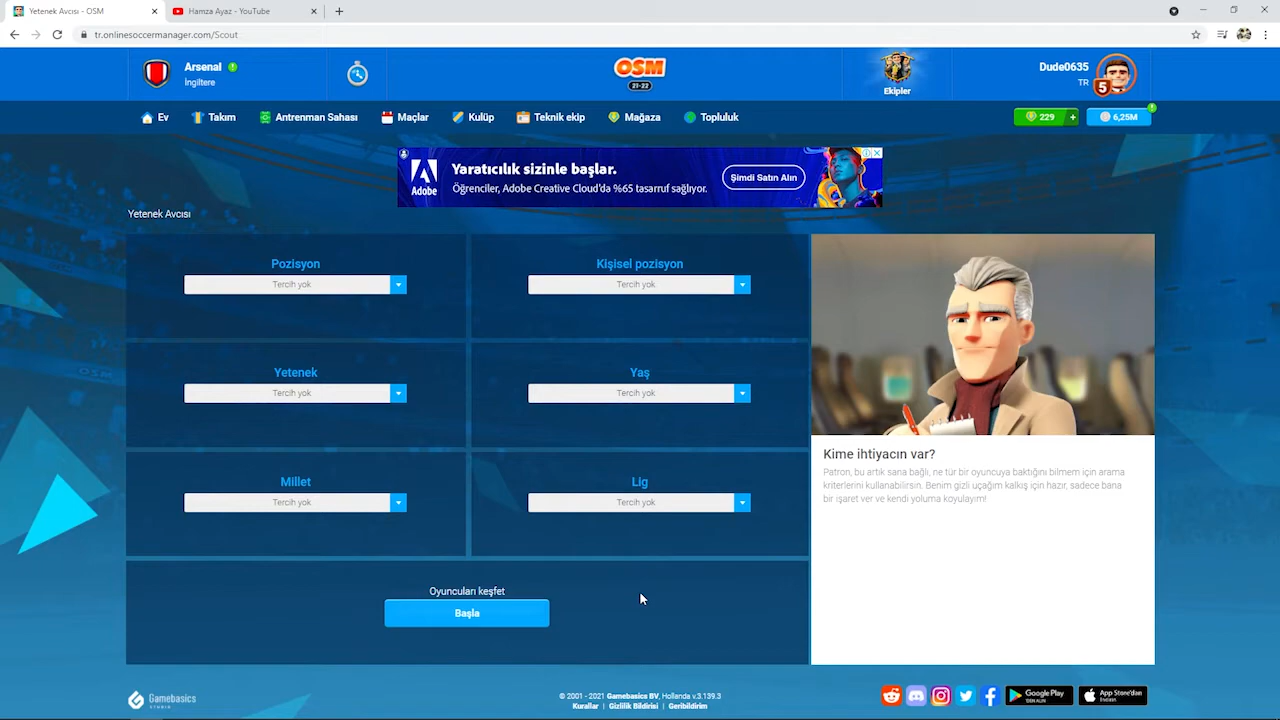 Yetenek Avcısı - OSM
Hamza Ayaz - YouTube
tr.onlinesoccermanager.com/Scout
Arsenal
İngiltere
OSM
21-22
Ekipler
Dude0635
TR
5
Ev
Takım
Antrenman Sahası
Maçlar
Kulüp
Teknik ekip
Mağaza
Topluluk
229
6,25M
Adobe
Yaratıcılık sizinle başlar.
Öğrenciler, Adobe Creative Cloud'da %65 tasarruf sağlıyor.
Şimdi Satın Alın
Yetenek Avcısı
Pozisyon
Tercih yok
Kişisel pozisyon
Tercih yok
Yetenek
Tercih yok
Yaş
Tercih yok
Millet
Tercih yok
Lig
Tercih yok
Oyuncuları keşfet
Başla
Kime ihtiyacın var?
Patron, bu artık sana bağlı, ne tür bir oyuncuya baktığını bilmem için arama
kriterlerini kullanabilirsin. Benim gizli uçağım kalkış için hazır, sadece bana
bir işaret ver ve kendi yoluma koyulayım!
Gamebasics
STUDIO
© 2001 - 2021 Gamebasics BV, Hollanda v.3.139.3
Kurallar | Gizlilik Bildirisi | Geribildirim
Google Play
'DEN ALIN
App Store'dan
İndirin